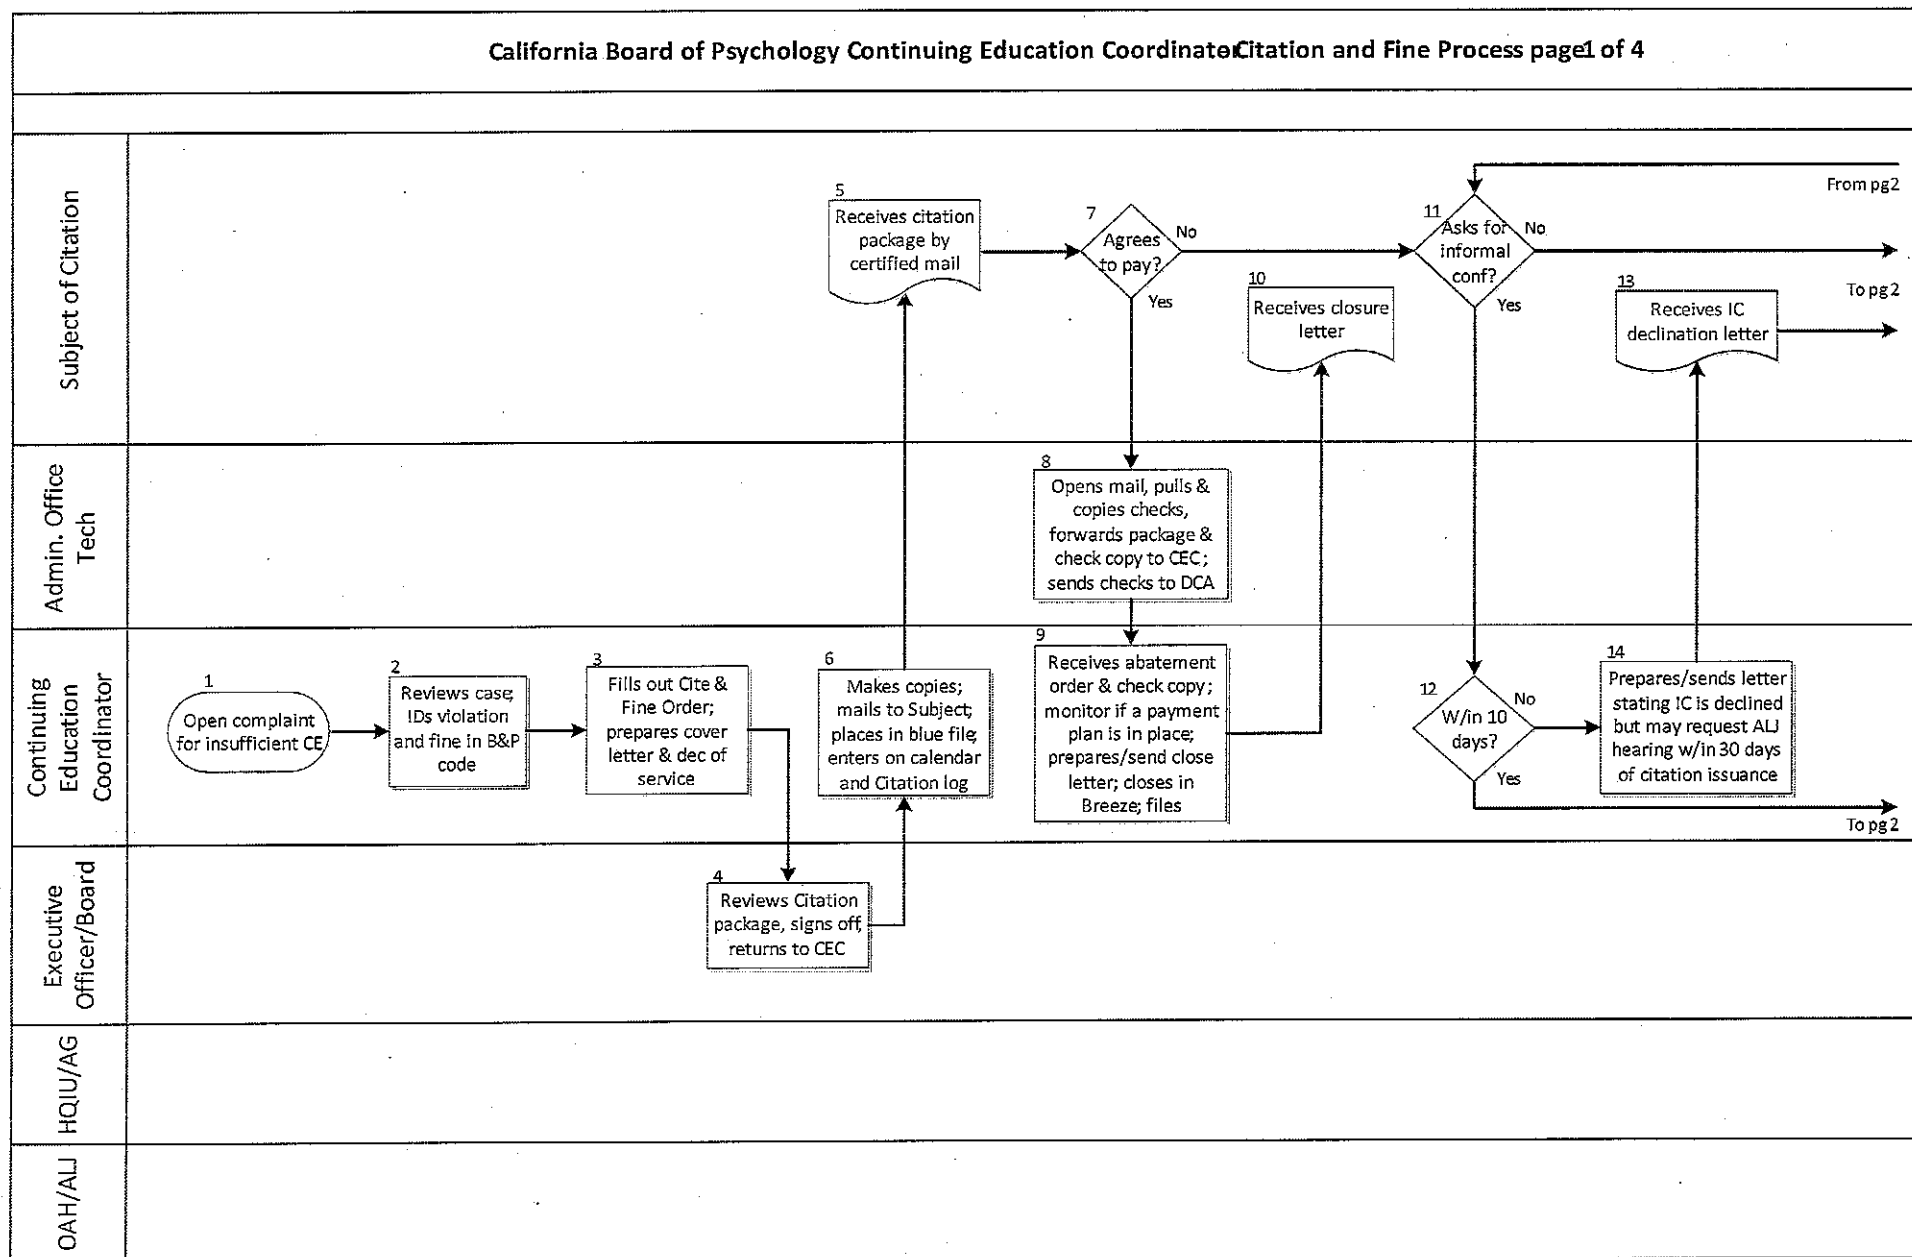 California Board of Psychology Continuing Education CoordinatorCitation and Fine Process page1 of 4
Subject of Citation
5
Receives citation
package by
certified mail
7
Agrees
to pay?
No
Yes
10
Receives closure
letter
From pg2
11
Asks for
informal
conf?
No
Yes
To pg2
13
Receives IC
declination letter
Admin. Office
Tech
8
Opens mail, pulls &
copies checks,
forwards package &
check copy to CEC;
sends checks to DCA
Continuing
Education
Coordinator
1
Open complaint
for insufficient CE
2
Reviews case;
IDs violation
and fine in B&P
code
3
Fills out Cite &
Fine Order;
prepares cover
letter & dec of
service
6
Makes copies;
mails to Subject;
places in blue file;
enters on calendar
and Citation log
9
Receives abatement
order & check copy;
monitor if a payment
plan is in place;
prepares/send close
letter; closes in
Breeze; files
12
W/in 10
days?
No
Yes
14
Prepares/sends letter
stating IC is declined
but may request ALJ
hearing w/in 30 days
of citation issuance
To pg2
Executive
Officer/Board
4
Reviews Citation
package, signs off,
returns to CEC
HQIU/AG
OAH/ALJ